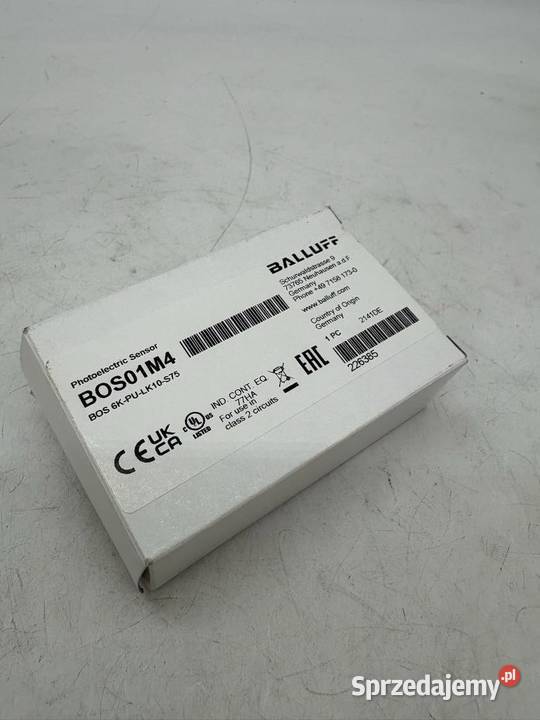 Photoelectric Sensor
BOS01M4
BOS 6K-PU-LK10-S75
BALLUFF
Schurwaldstrasse 9
73765 Neuhausen a.d.F
Germany
Phone +49 7158 173-0
www.balluff.com
Country of Origin
Germany
1 PC 2141DE
226385
CE UK CA
UL US LISTED
IND. CONT. EQ
77HA
For use in
class 2 circuits
EAC
Sprzedajemy.pl